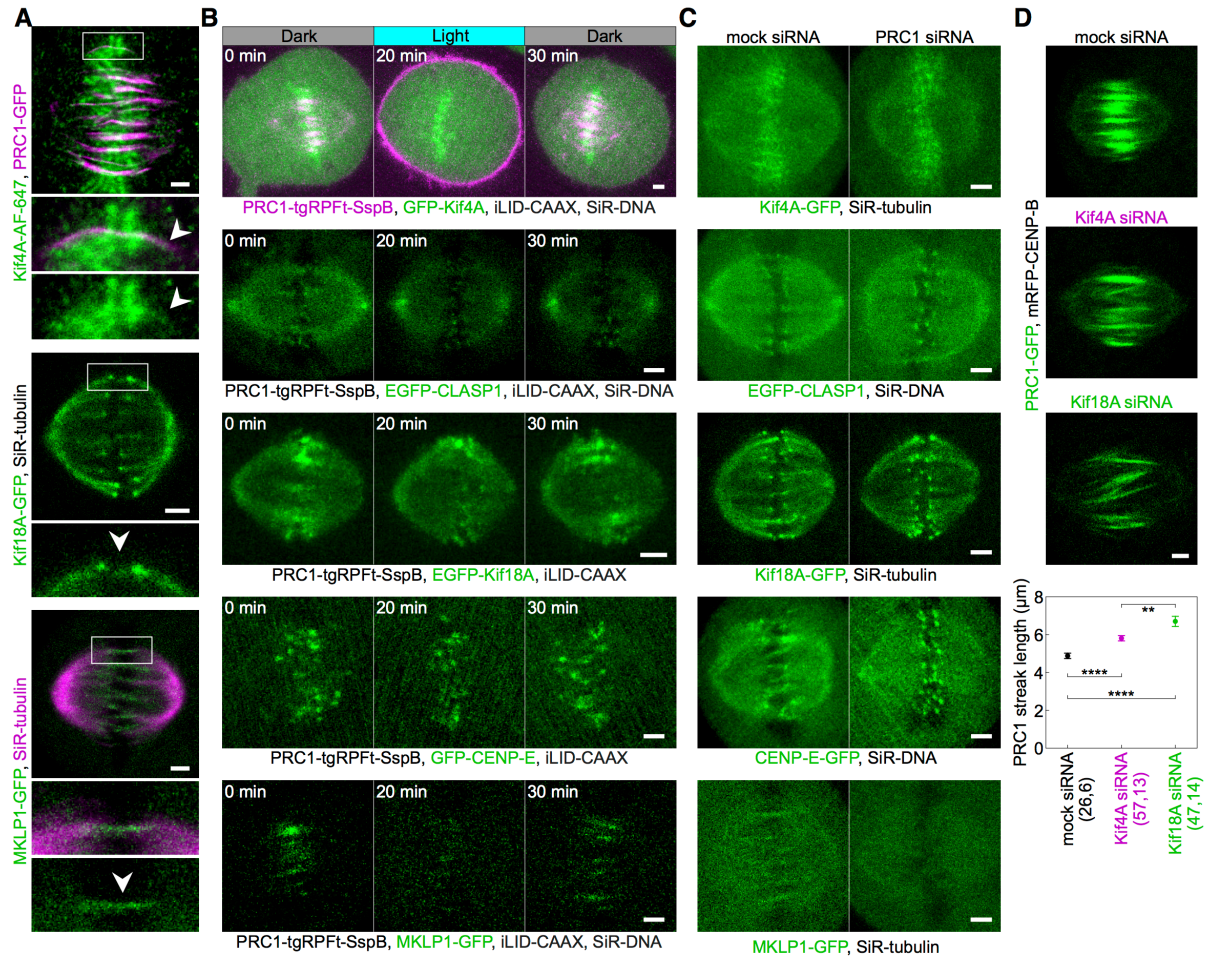 A
Kif4A-AF-647, PRC1-GFP
Kif18A-GFP, SiR-tubulin
MKLP1-GFP, SiR-tubulin
B
Dark Light Dark
0 min 20 min 30 min
PRC1-tgRPFt-SspB, GFP-Kif4A, iLID-CAAX, SiR-DNA
0 min 20 min 30 min
PRC1-tgRPFt-SspB, EGFP-CLASP1, iLID-CAAX, SiR-DNA
0 min 20 min 30 min
PRC1-tgRPFt-SspB, EGFP-Kif18A, iLID-CAAX
0 min 20 min 30 min
PRC1-tgRPFt-SspB, GFP-CENP-E, iLID-CAAX
0 min 20 min 30 min
PRC1-tgRPFt-SspB, MKLP1-GFP, iLID-CAAX, SiR-DNA
C
mock siRNA PRC1 siRNA
Kif4A-GFP, SiR-tubulin
EGFP-CLASP1, SiR-DNA
Kif18A-GFP, SiR-tubulin
CENP-E-GFP, SiR-DNA
MKLP1-GFP, SiR-tubulin
D
mock siRNA
Kif4A siRNA
Kif18A siRNA
PRC1-GFP, mRFP-CENP-B
PRC1 streak length (µm)
8
6
4
2
0
**
****
****
mock siRNA
(26,6)
Kif4A siRNA
(57,13)
Kif18A siRNA
(47,14)